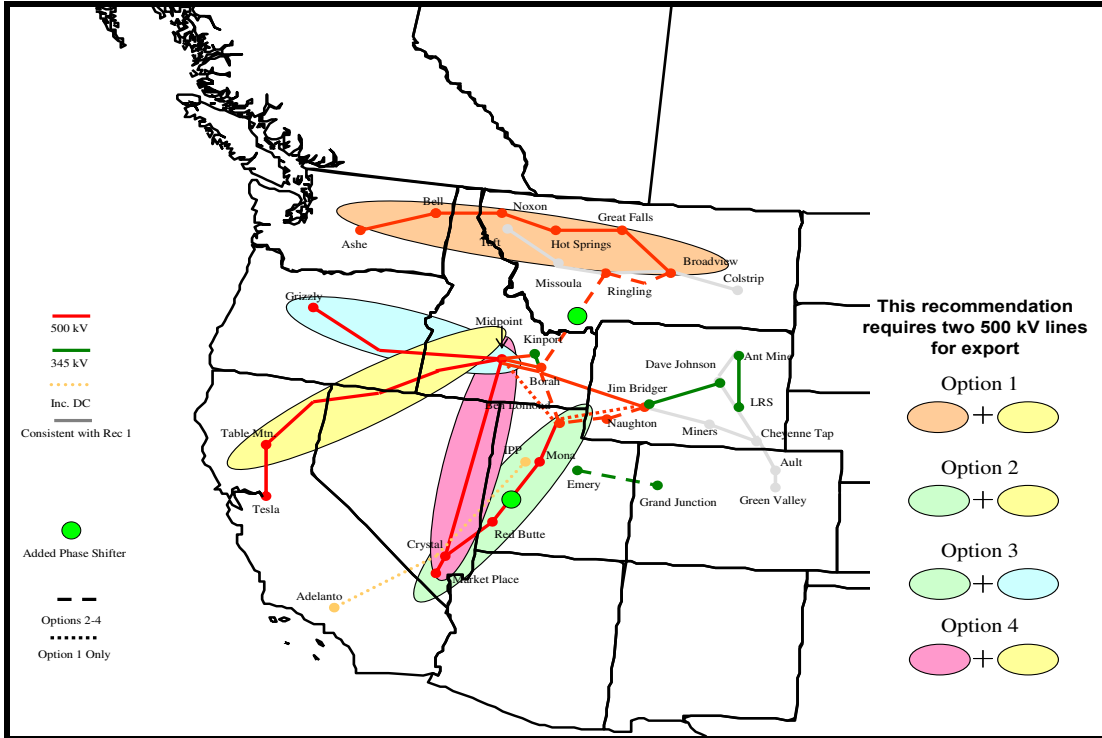 Bell
Noxon
Great Falls
Ashe
Taft
Hot Springs
Broadview
Missoula
Ringling
Colstrip
Grizzly
Midpoint
Kinport
Borah
Ben Lomond
Jim Bridger
Dave Johnson
Ant Mine
LRS
Naughton
Miners
Cheyenne Tap
Table Mtn
Tesla
IPP
Mona
Emery
Grand Junction
Ault
Green Valley
Red Butte
Crystal
Market Place
Adelanto
500 kV
345 kV
Inc. DC
Consistent with Rec 1
Added Phase Shifter
Options 2-4
Option 1 Only
This recommendation
requires two 500 kV lines
for export
Option 1
+
Option 2
+
Option 3
+
Option 4
+